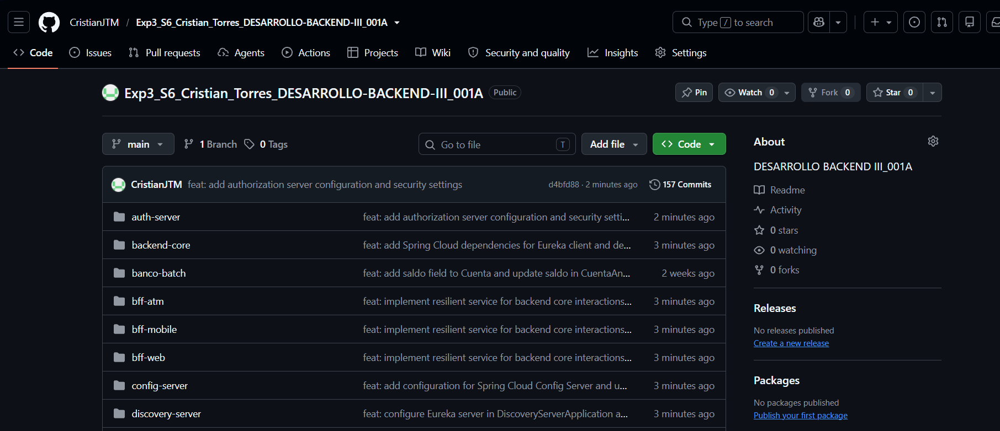 CristianJTM / Exp3_S6_Cristian_Torres_DESARROLLO-BACKEND-III_001A
Type / to search
Code Issues Pull requests Agents Actions Projects Wiki Security and quality Insights Settings
Exp3_S6_Cristian_Torres_DESARROLLO-BACKEND-III_001A Public
Pin Watch 0 Fork 0 Star 0
main 1 Branch 0 Tags
Go to file T Add file Code
CristianJTM feat: add authorization server configuration and security settings d4bfd88 · 2 minutes ago 157 Commits
auth-server feat: add authorization server configuration and security setti... 2 minutes ago
backend-core feat: add Spring Cloud dependencies for Eureka client and de... 3 minutes ago
banco-batch feat: add saldo field to Cuenta and update saldo in CuentaAn... 2 weeks ago
bff-atm feat: implement resilient service for backend core interactions... 3 minutes ago
bff-mobile feat: implement resilient service for backend core interactions... 3 minutes ago
bff-web feat: implement resilient service for backend core interactions... 3 minutes ago
config-server feat: add configuration for Spring Cloud Config Server and u... 3 minutes ago
discovery-server feat: configure Eureka server in DiscoveryServerApplication a... 3 minutes ago
About
DESARROLLO BACKEND III_001A
Readme
Activity
0 stars
0 watching
0 forks
Releases
No releases published
Create a new release
Packages
No packages published
Publish your first package